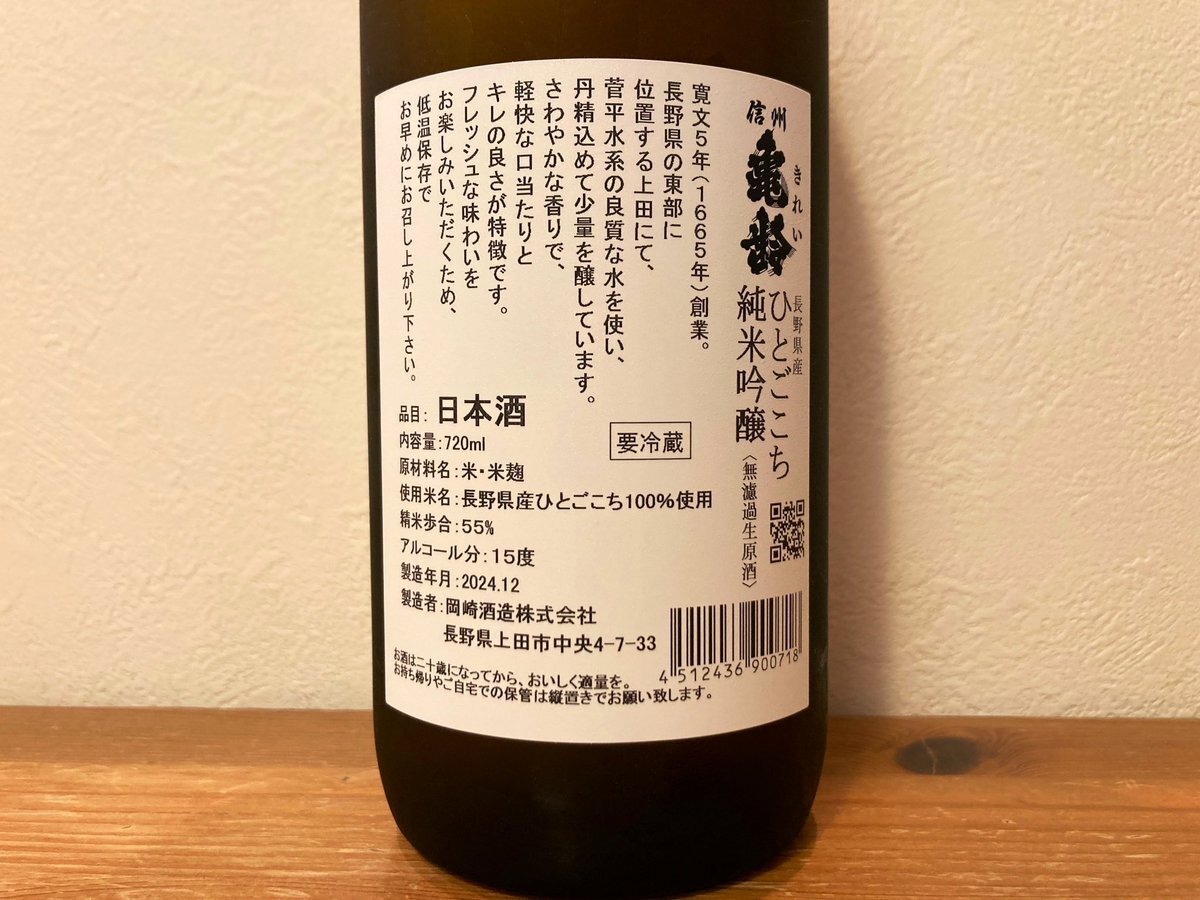 信州
亀齢
きれい
長野県産
ひとごこち
純米吟醸
〈無濾過生原酒〉
寛文5年(1665年)創業。
長野県の東部に
位置する上田にて、
菅平水系の良質な水を使い、
丹精込めて少量を醸しています。
さわやかな香りで、
軽快な口当たりと
キレの良さが特徴です。
フレッシュな味わいを
お楽しみいただくため、
低温保存で
お早めにお召し上がり下さい。
要冷蔵
品目:日本酒
内容量:720ml
原材料名:米・米麹
使用米名:長野県産ひとごこち100%使用
精米歩合:55%
アルコール分:15度
製造年月:2024.12
製造者:岡崎酒造株式会社
長野県上田市中央4-7-33
4 512436 900718
お酒は二十歳になってから、おいしく適量を。
お持ち帰りやご自宅での保管は縦置きでお願い致します。